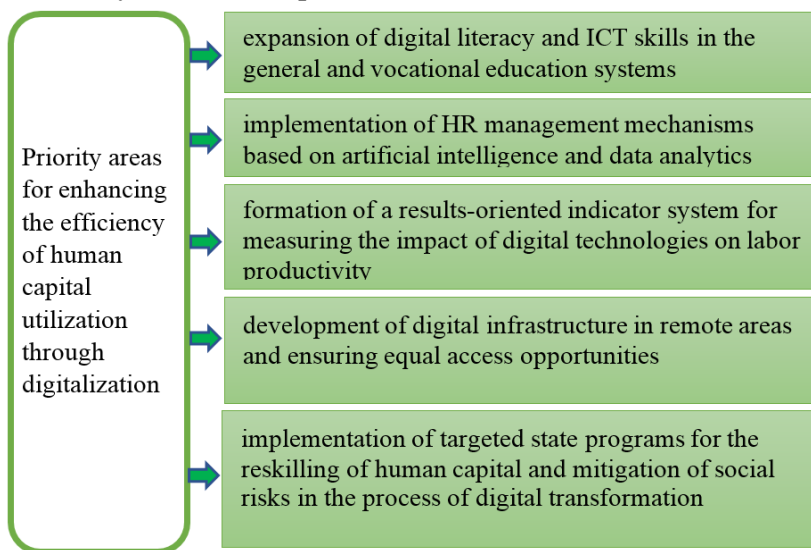 Priority areas
for enhancing
the efficiency
of human
capital
utilization
through
digitalization
expansion of digital literacy and ICT skills in the
general and vocational education systems
implementation of HR management mechanisms
based on artificial intelligence and data analytics
formation of a results-oriented indicator system for
measuring the impact of digital technologies on labor
productivity
development of digital infrastructure in remote areas
and ensuring equal access opportunities
implementation of targeted state programs for the
reskilling of human capital and mitigation of social
risks in the process of digital transformation